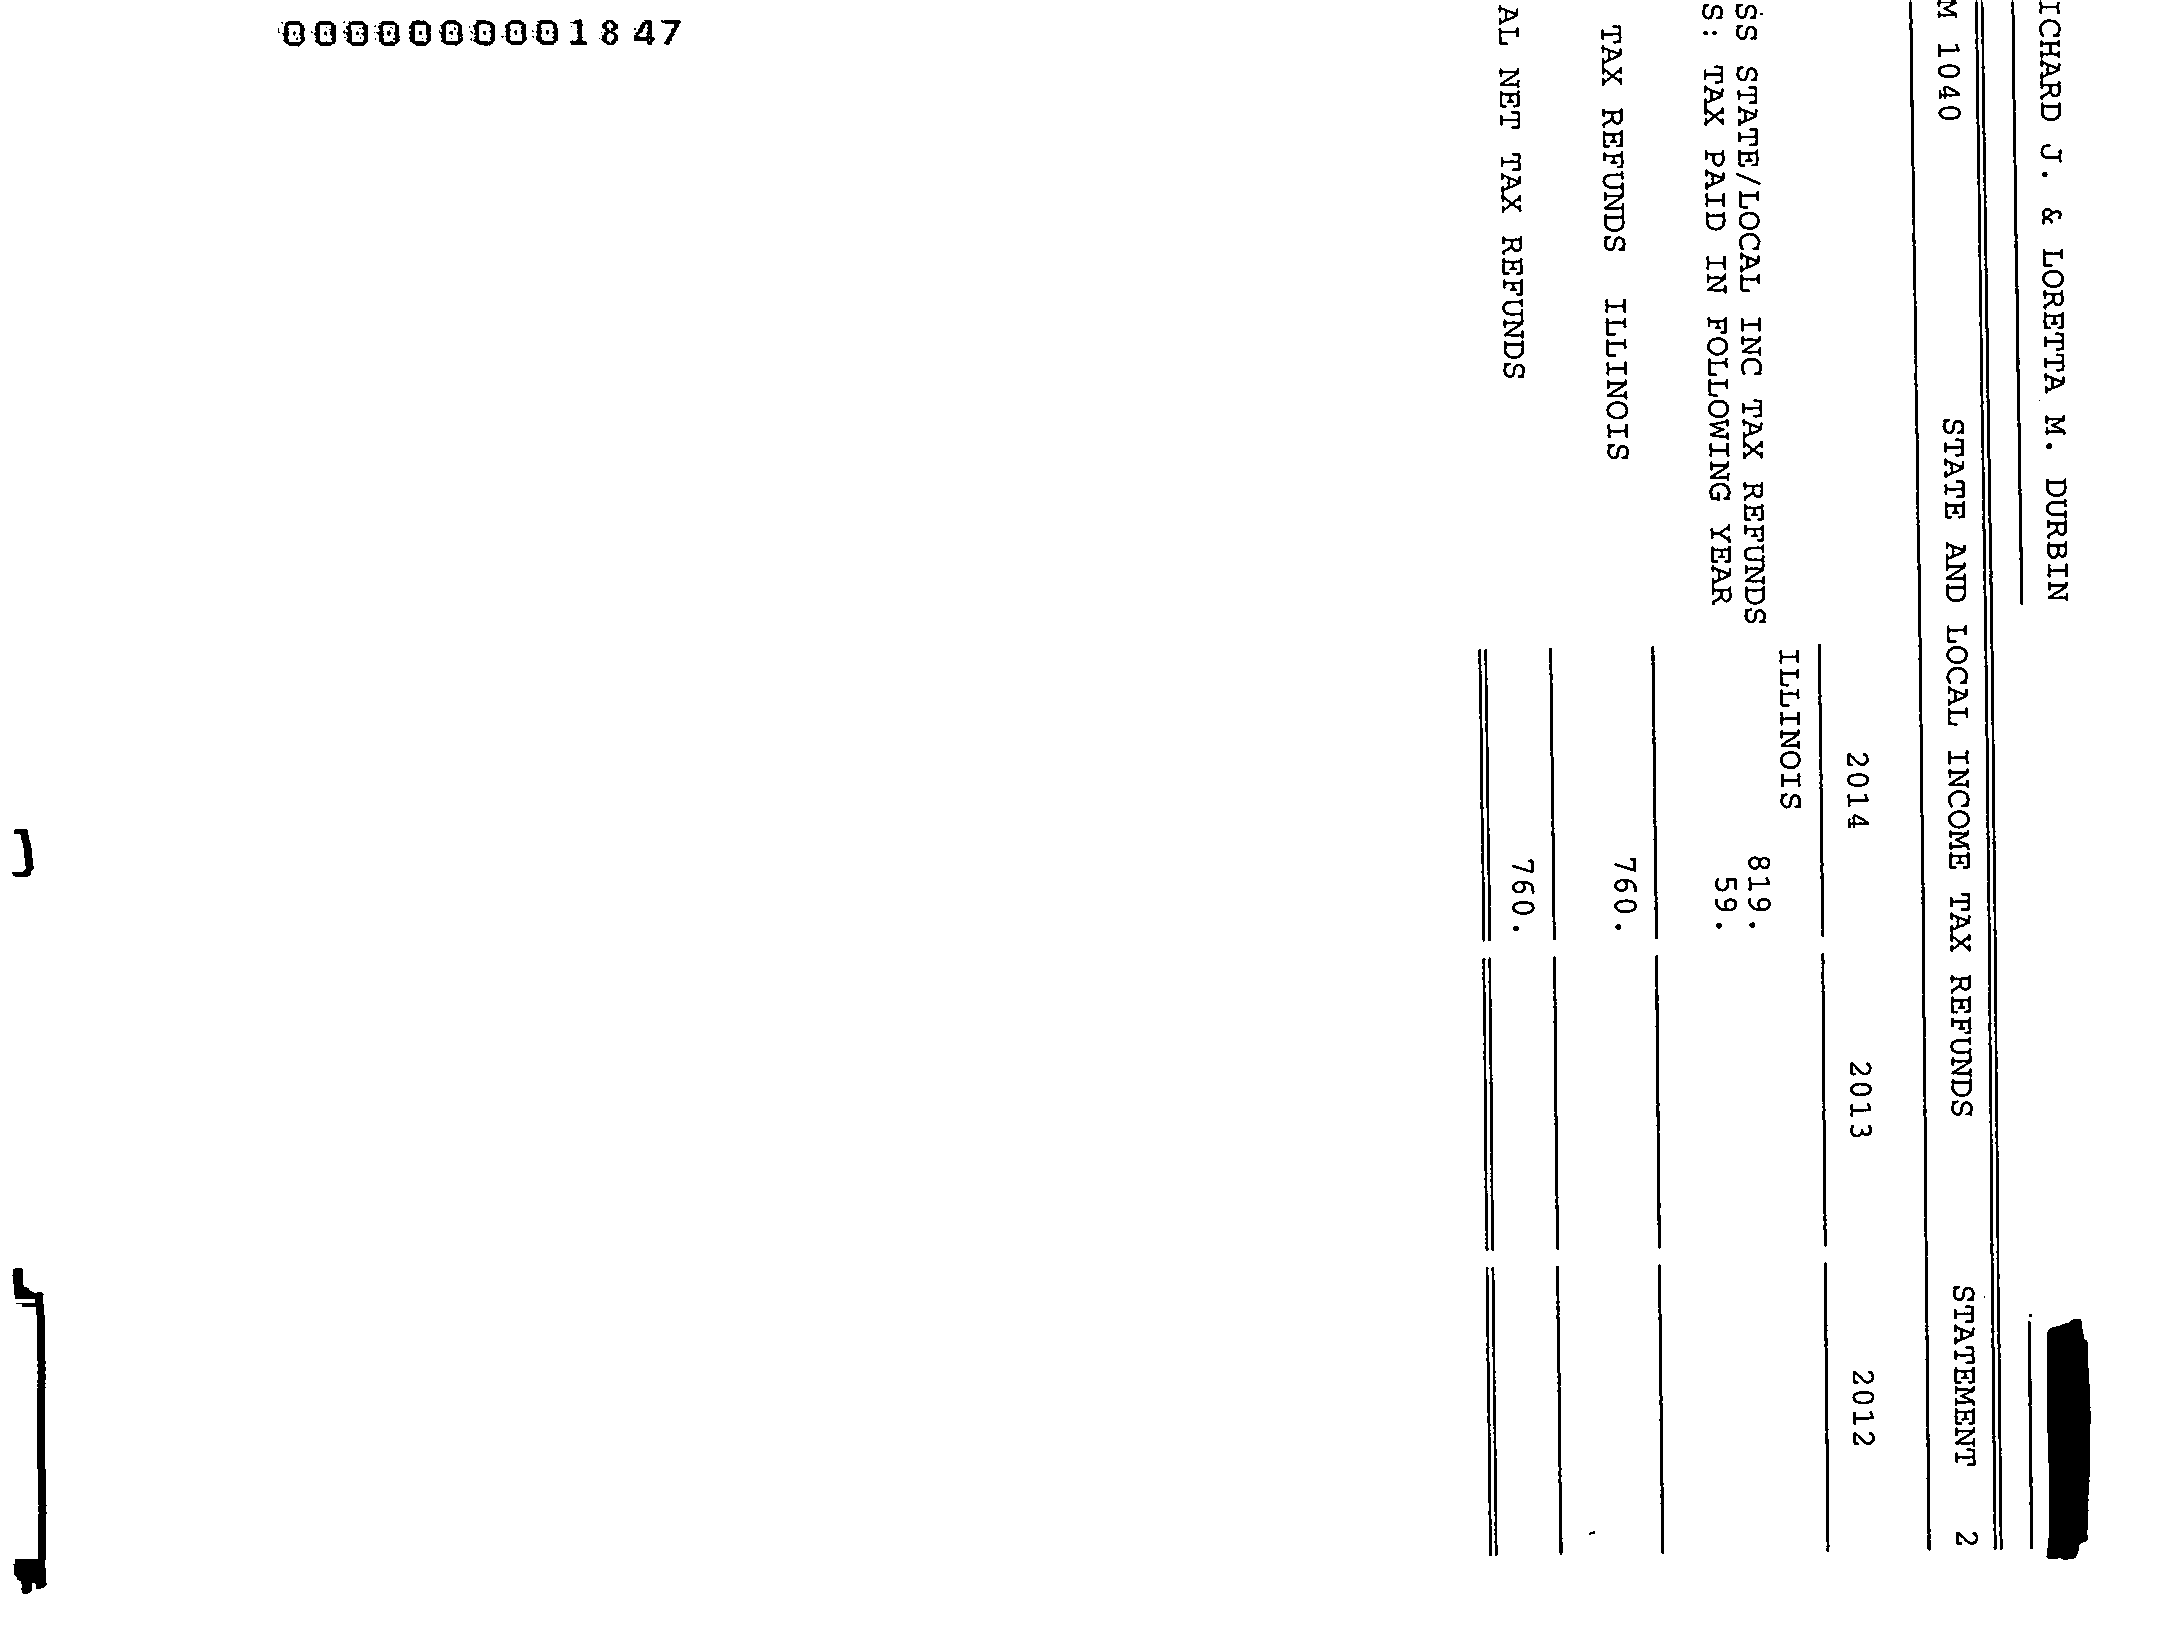 0000000001847
ICHARD J. & LORETTA M. DURBIN
M 1040 STATE AND LOCAL INCOME TAX REFUNDS STATEMENT 2
2014 2013 2012
ILLINOIS
SS STATE/LOCAL INC TAX REFUNDS 819.
S: TAX PAID IN FOLLOWING YEAR 59.
TAX REFUNDS ILLINOIS 760.
AL NET TAX REFUNDS 760.